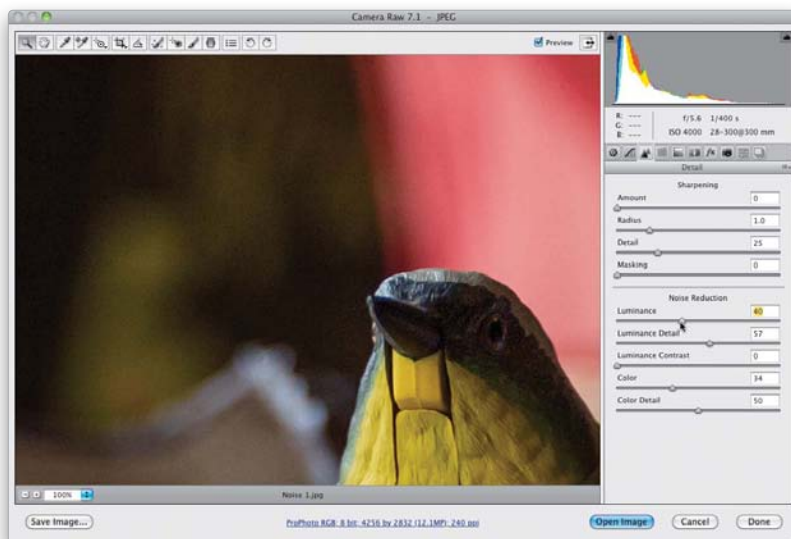 Camera Raw 7.1 - JPEG
Preview
R: ---
G: ---
B: ---
f/5.6 1/400 s
ISO 4000 28-300@300 mm
Detail
Sharpening
Amount 0
Radius 1.0
Detail 25
Masking 0
Noise Reduction
Luminance 40
Luminance Detail 57
Luminance Contrast 0
Color 34
Color Detail 50
100%
Noise 1.jpg
Save Image...
ProPhoto RGB; 8 bit; 4256 by 2832 (12.1MP); 240 ppi
Open Image
Cancel
Done